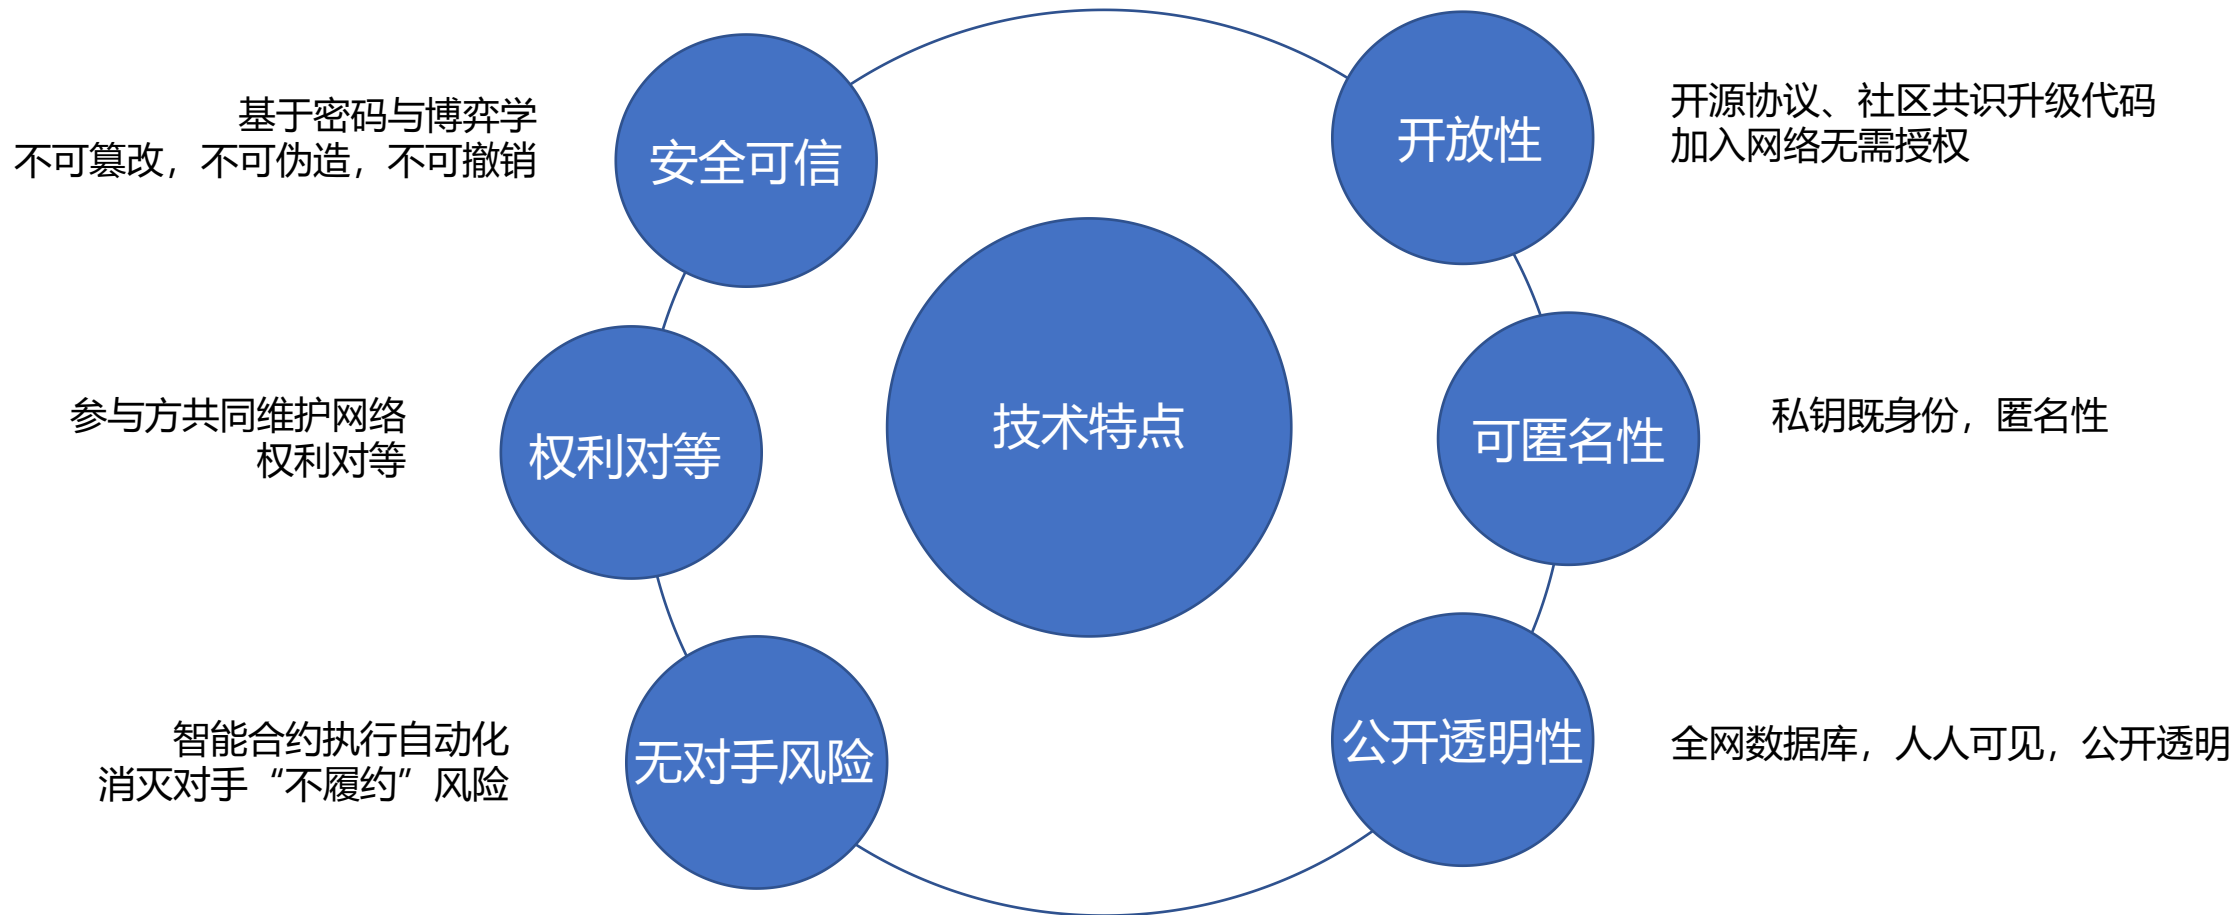 基于密码与博弈学
不可篡改，不可伪造，不可撤销
安全可信
开放性
开源协议、社区共识升级代码
加入网络无需授权
参与方共同维护网络
权利对等
权利对等
技术特点
可匿名性
私钥既身份，匿名性
智能合约执行自动化
消灭对手“不履约”风险
无对手风险
公开透明性
全网数据库，人人可见，公开透明